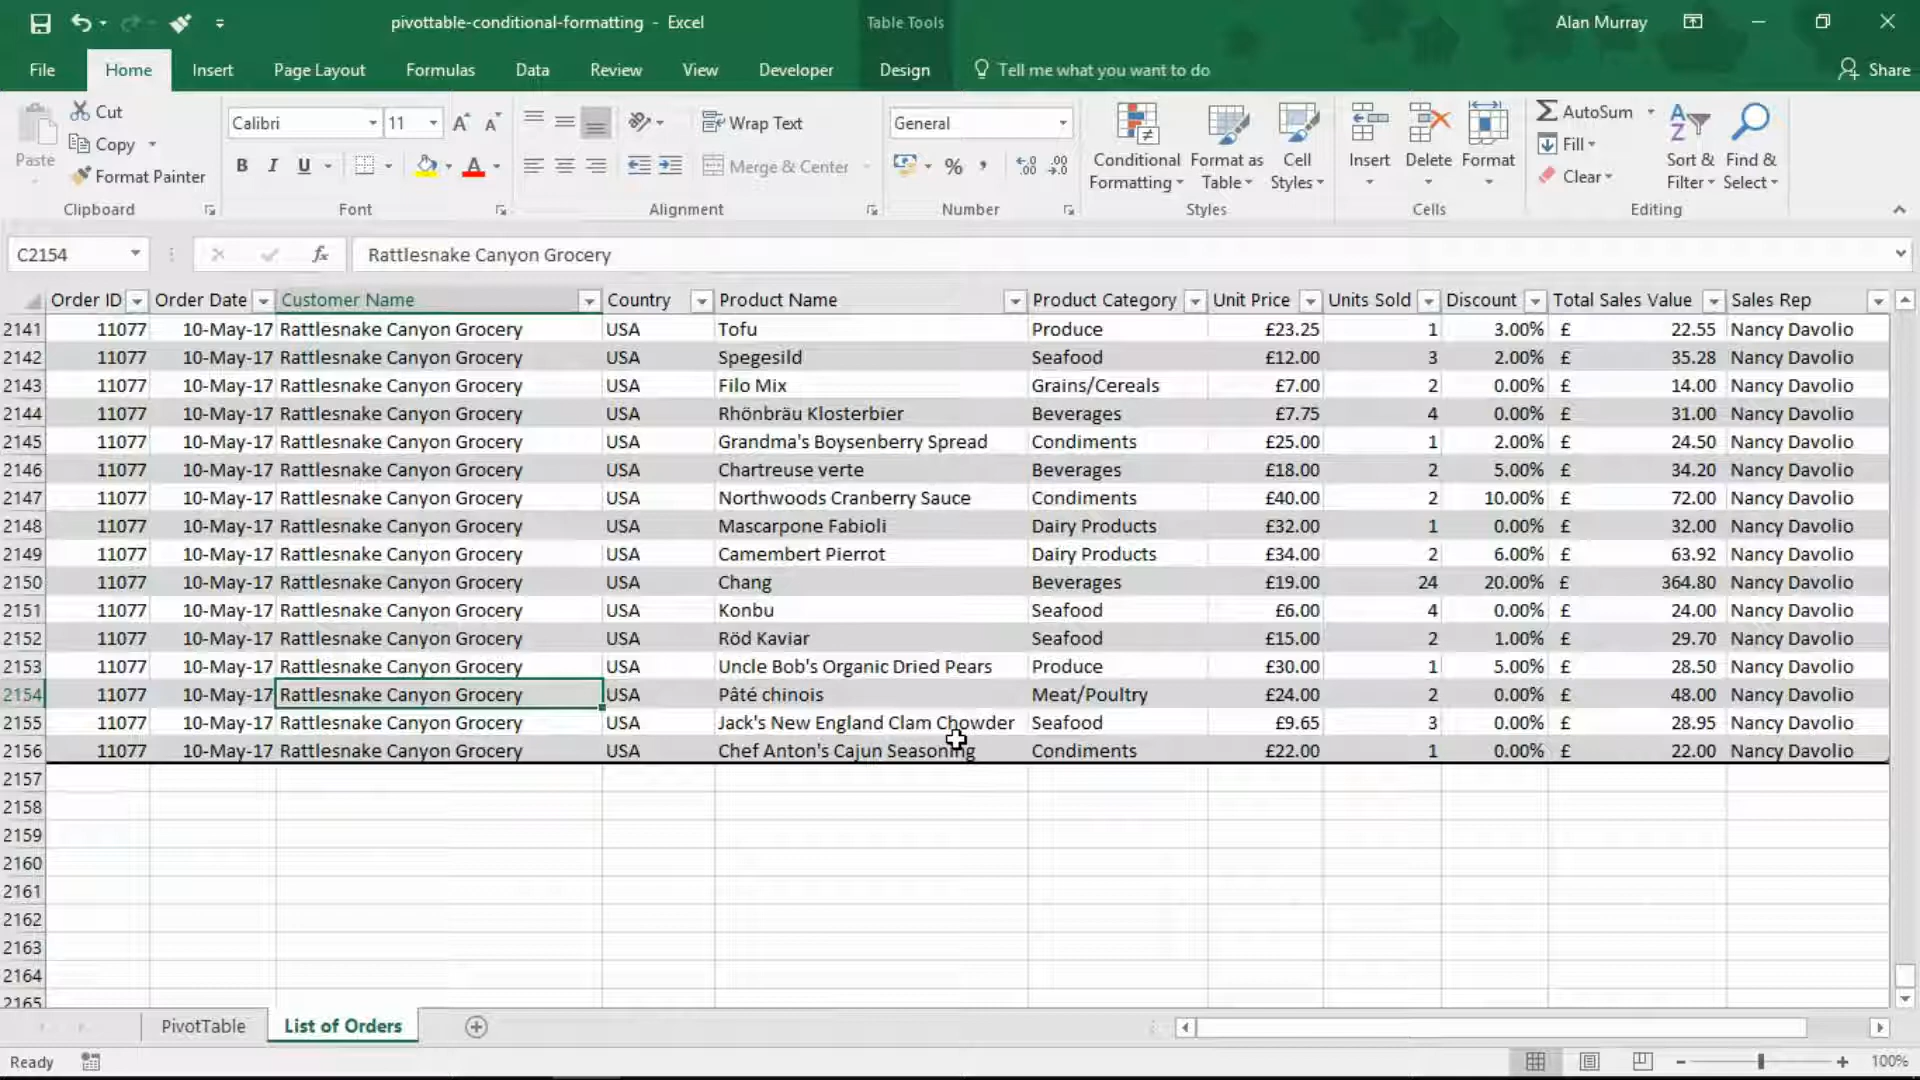 pivottable-conditional-formatting - Excel Table Tools Alan Murray
File Home Insert Page Layout Formulas Data Review View Developer Design Tell me what you want to do Share
Paste Cut Copy Format Painter
Calibri 11 B I U A
Wrap Text Merge & Center
General %
Conditional Formatting Format as Table Cell Styles
Insert Delete Format
AutoSum Fill Clear Sort & Filter Find & Select
Clipboard Font Alignment Number Styles Cells Editing
C2154 fx Rattlesnake Canyon Grocery
Order ID Order Date Customer Name Country Product Name Product Category Unit Price Units Sold Discount Total Sales Value Sales Rep
2141 11077 10-May-17 Rattlesnake Canyon Grocery USA Tofu Produce £23.25 1 3.00% £ 22.55 Nancy Davolio
2142 11077 10-May-17 Rattlesnake Canyon Grocery USA Spegesild Seafood £12.00 3 2.00% £ 35.28 Nancy Davolio
2143 11077 10-May-17 Rattlesnake Canyon Grocery USA Filo Mix Grains/Cereals £7.00 2 0.00% £ 14.00 Nancy Davolio
2144 11077 10-May-17 Rattlesnake Canyon Grocery USA Rhönbräu Klosterbier Beverages £7.75 4 0.00% £ 31.00 Nancy Davolio
2145 11077 10-May-17 Rattlesnake Canyon Grocery USA Grandma's Boysenberry Spread Condiments £25.00 1 2.00% £ 24.50 Nancy Davolio
2146 11077 10-May-17 Rattlesnake Canyon Grocery USA Chartreuse verte Beverages £18.00 2 5.00% £ 34.20 Nancy Davolio
2147 11077 10-May-17 Rattlesnake Canyon Grocery USA Northwoods Cranberry Sauce Condiments £40.00 2 10.00% £ 72.00 Nancy Davolio
2148 11077 10-May-17 Rattlesnake Canyon Grocery USA Mascarpone Fabioli Dairy Products £32.00 1 0.00% £ 32.00 Nancy Davolio
2149 11077 10-May-17 Rattlesnake Canyon Grocery USA Camembert Pierrot Dairy Products £34.00 2 6.00% £ 63.92 Nancy Davolio
2150 11077 10-May-17 Rattlesnake Canyon Grocery USA Chang Beverages £19.00 24 20.00% £ 364.80 Nancy Davolio
2151 11077 10-May-17 Rattlesnake Canyon Grocery USA Konbu Seafood £6.00 4 0.00% £ 24.00 Nancy Davolio
2152 11077 10-May-17 Rattlesnake Canyon Grocery USA Röd Kaviar Seafood £15.00 2 1.00% £ 29.70 Nancy Davolio
2153 11077 10-May-17 Rattlesnake Canyon Grocery USA Uncle Bob's Organic Dried Pears Produce £30.00 1 5.00% £ 28.50 Nancy Davolio
2154 11077 10-May-17 Rattlesnake Canyon Grocery USA Pâté chinois Meat/Poultry £24.00 2 0.00% £ 48.00 Nancy Davolio
2155 11077 10-May-17 Rattlesnake Canyon Grocery USA Jack's New England Clam Chowder Seafood £9.65 3 0.00% £ 28.95 Nancy Davolio
2156 11077 10-May-17 Rattlesnake Canyon Grocery USA Chef Anton's Cajun Seasoning Condiments £22.00 1 0.00% £ 22.00 Nancy Davolio
2157
2158
2159
2160
2161
2162
2163
2164
2165
PivotTable List of Orders
Ready 100%